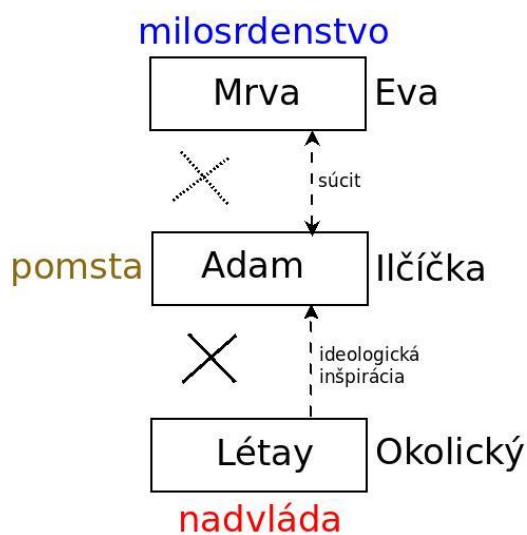 milosrdenstvo
Mrva Eva
súcit
pomsta Adam Ilčíčka
ideologická
inšpirácia
Létay Okolický
nadvláda